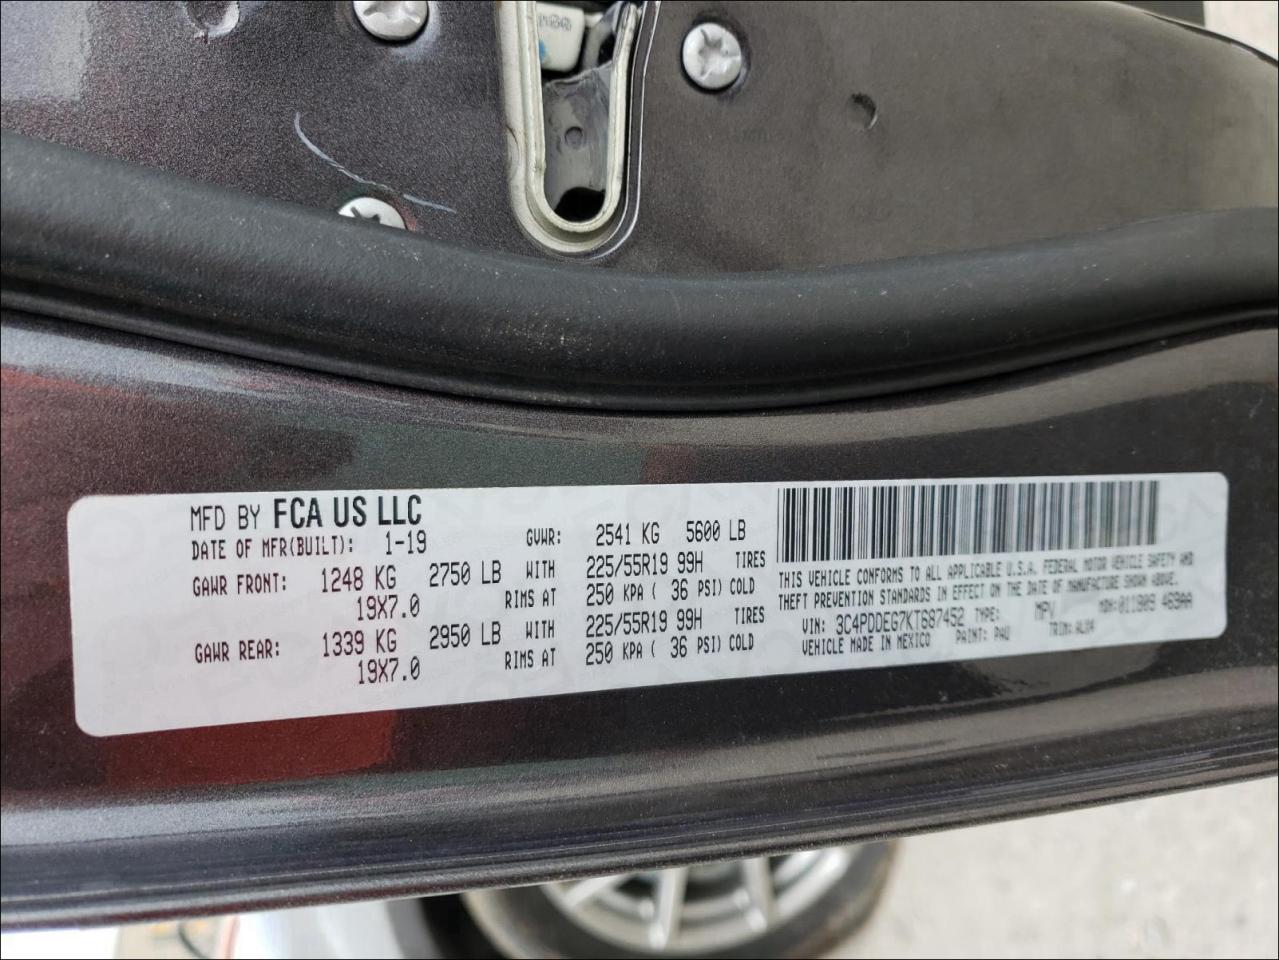 MFD BY FCA US LLC
DATE OF MFR(BUILT): 1-19 GVWR: 2541 KG 5600 LB
GAWR FRONT: 1248 KG 2750 LB WITH 225/55R19 99H TIRES
19X7.0 RIMS AT 250 KPA ( 36 PSI) COLD
GAWR REAR: 1339 KG 2950 LB WITH 225/55R19 99H TIRES
19X7.0 RIMS AT 250 KPA ( 36 PSI) COLD
THIS VEHICLE CONFORMS TO ALL APPLICABLE U.S.A. FEDERAL MOTOR VEHICLE SAFETY AND
THEFT PREVENTION STANDARDS IN EFFECT ON THE DATE OF MANUFACTURE SHOWN ABOVE.
VIN: 3C4PDDEG7KT687452 TYPE: MPV MDH: 011809 469AA
VEHICLE MADE IN MEXICO PAINT: PAU TRIM: